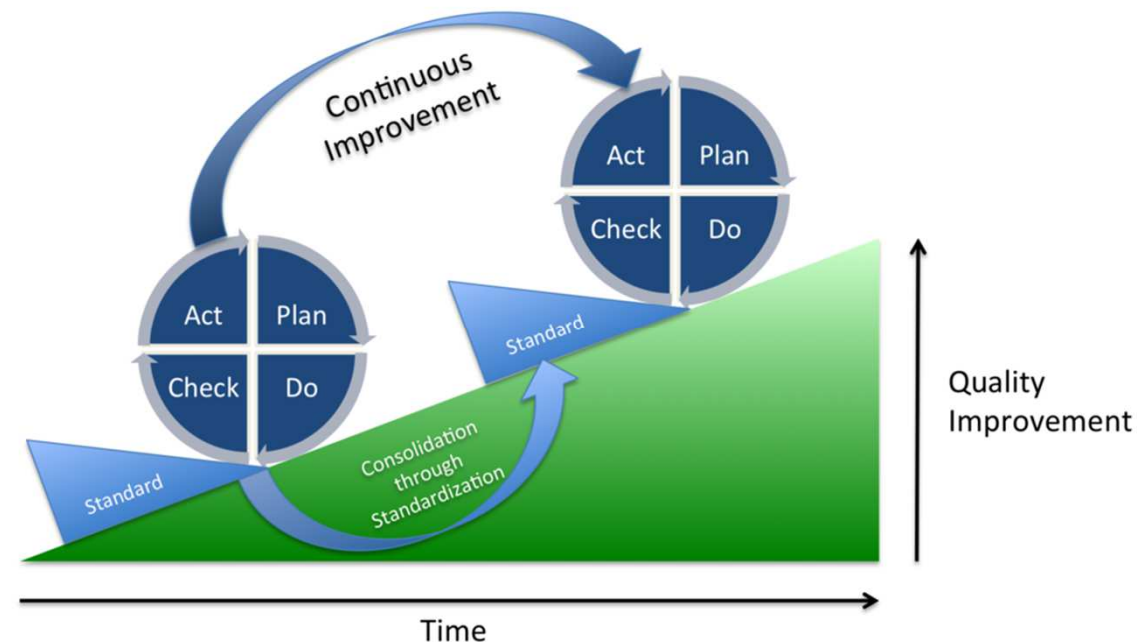 Continuous
Improvement
Act
Plan
Check
Do
Act
Plan
Check
Do
Standard
Standard
Consolidation
through
Standardization
Quality
Improvement
Time